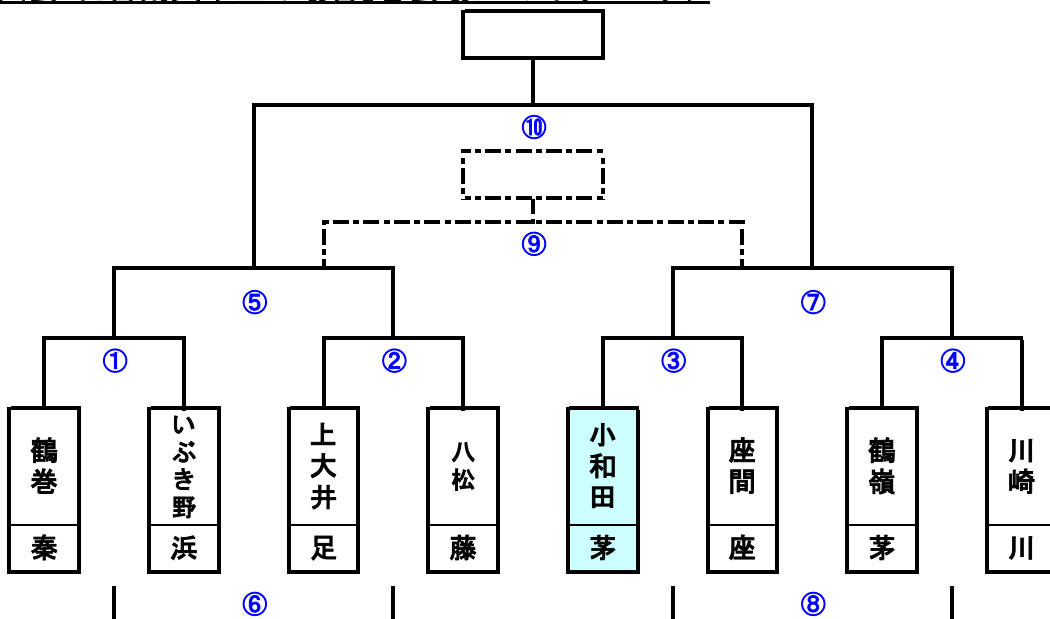 ⑩
⑨
⑤
⑦
①
②
③
④
鶴巻
いぶき野
上大井
八松
小和田
座間
鶴嶺
川崎
秦
浜
足
藤
茅
座
茅
川
⑥
⑧